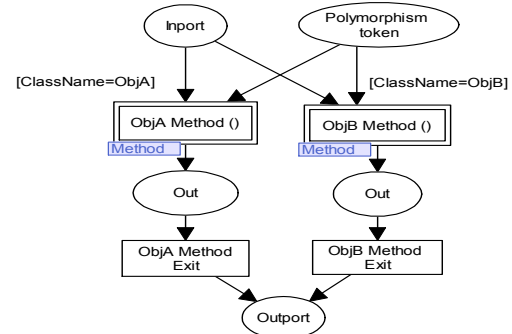 Inport
Polymorphism
token
[ClassName=ObjA]
[ClassName=ObjB]
ObjA Method ()
ObjB Method ()
Method
Method
Out
Out
ObjA Method
Exit
ObjB Method
Exit
Outport